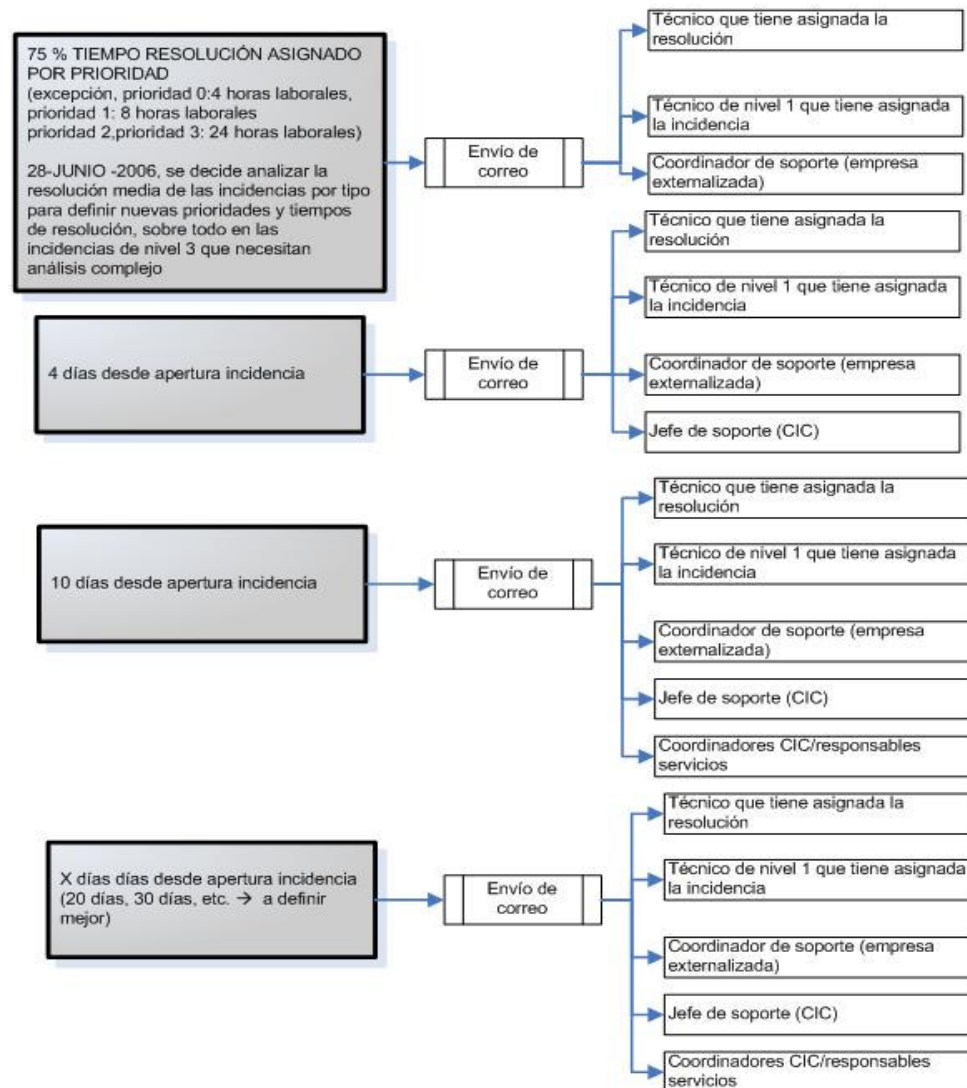 75 % TIEMPO RESOLUCIÓN ASIGNADO
POR PRIORIDAD
(excepción, prioridad 0:4 horas laborales,
prioridad 1: 8 horas laborales
prioridad 2,prioridad 3: 24 horas laborales)
28-JUNIO -2006, se decide analizar la
resolución media de las incidencias por tipo
para definir nuevas prioridades y tiempos
de resolución, sobre todo en las
incidencias de nivel 3 que necesitan
análisis complejo
Envío de
correo
Técnico que tiene asignada la
resolución
Técnico de nivel 1 que tiene asignada
la incidencia
Coordinador de soporte (empresa
externalizada)
4 días desde apertura incidencia
Envío de
correo
Técnico que tiene asignada la
resolución
Técnico de nivel 1 que tiene asignada
la incidencia
Coordinador de soporte (empresa
externalizada)
Jefe de soporte (CIC)
10 días desde apertura incidencia
Envío de
correo
Técnico que tiene asignada la
resolución
Técnico de nivel 1 que tiene asignada
la incidencia
Coordinador de soporte (empresa
externalizada)
Jefe de soporte (CIC)
Coordinadores CIC/responsables
servicios
X días días desde apertura incidencia
(20 días, 30 días, etc. → a definir
mejor)
Envío de
correo
Técnico que tiene asignada la
resolución
Técnico de nivel 1 que tiene asignada
la incidencia
Coordinador de soporte (empresa
externalizada)
Jefe de soporte (CIC)
Coordinadores CIC/responsables
servicios